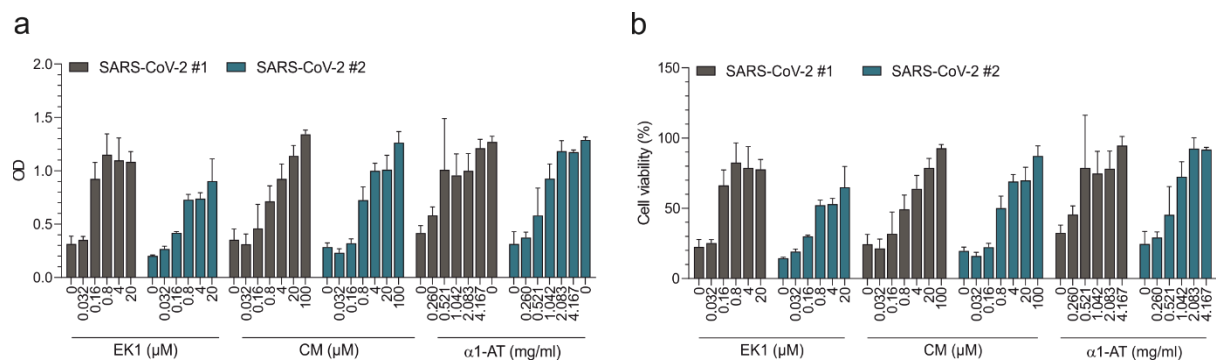 a
SARS-CoV-2 #1 SARS-CoV-2 #2
OD
2.0
1.5
1.0
0.5
0.0
0 0.032 0.16 0.8 4 20 0 0.032 0.16 0.8 4 20 0 0.032 0.16 0.8 4 20 100 0 0.032 0.16 0.8 4 20 100 0 0.260 0.521 1.042 2.083 4.167 0 0 0.260 0.521 1.042 2.083 4.167 0
EK1 (µM) CM (µM) α1-AT (mg/ml)
b
SARS-CoV-2 #1 SARS-CoV-2 #2
Cell viability (%)
150
100
50
0
0 0.032 0.16 0.8 4 20 0 0.032 0.16 0.8 4 20 0 0.032 0.16 0.8 4 20 100 0 0.032 0.16 0.8 4 20 100 0 0.260 0.521 1.042 2.083 4.167 0 0.260 0.521 1.042 2.083 4.167
EK1 (µM) CM (µM) α1-AT (mg/ml)